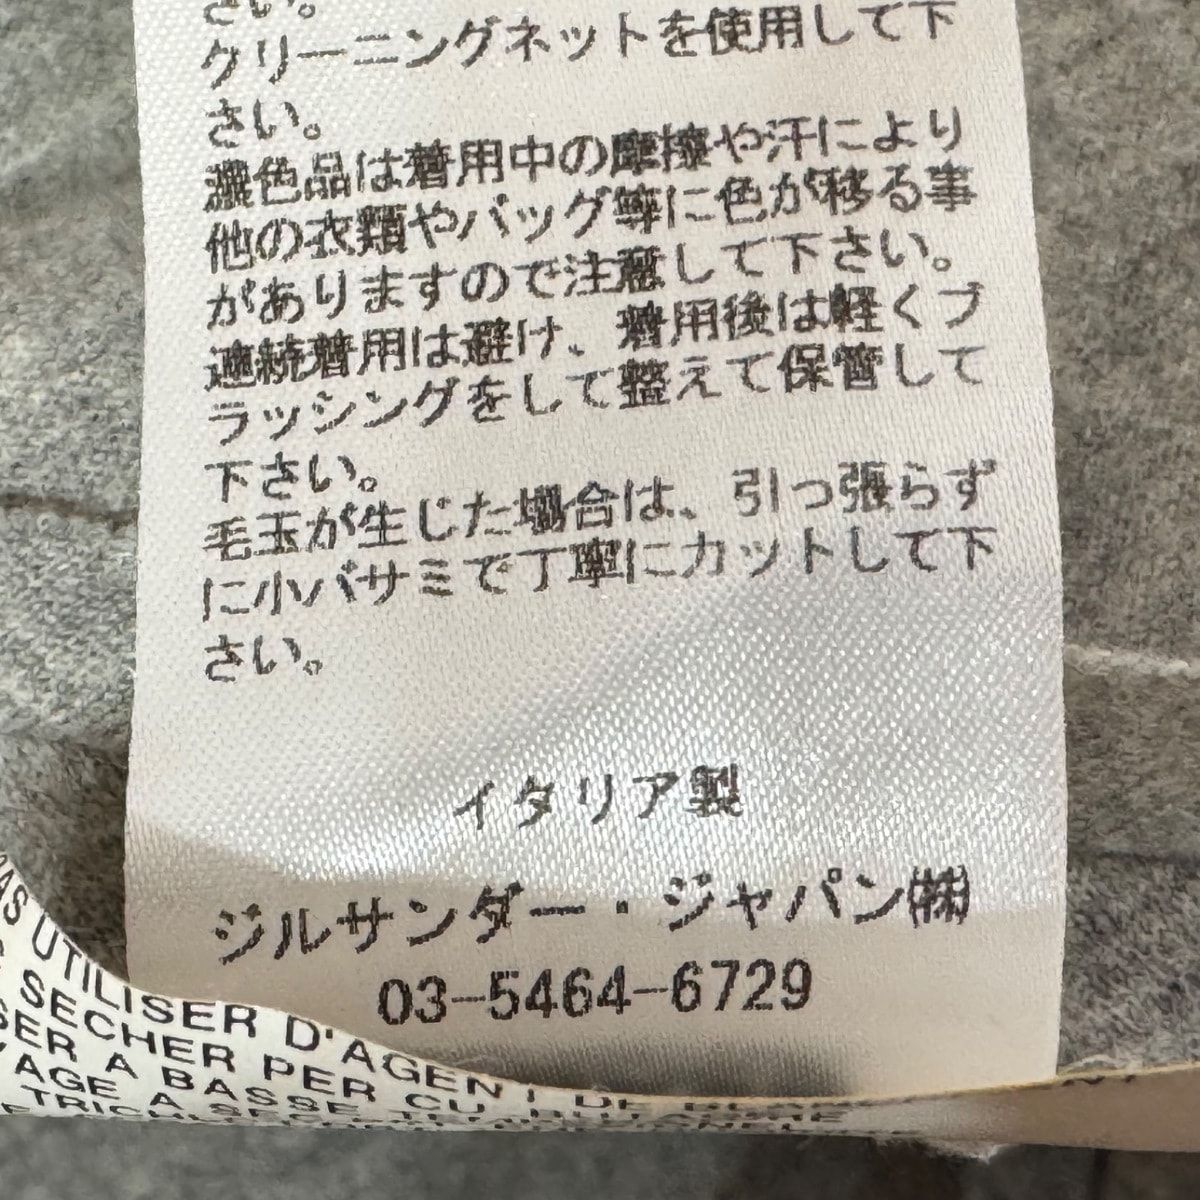 さい。
クリーニングネットを使用して下
さい。
濃色品は着用中の摩擦や汗により
他の衣類やバッグ等に色が移る事
がありますので注意して下さい。
連続着用は避け、着用後は軽くブ
ラッシングをして整えて保管して
下さい。
毛玉が生じた場合は、引っ張らず
に小バサミで丁寧にカットして下
さい。
イタリア製
ジルサンダー・ジャパン㈱
03-5464-6729
PAS UTILISER D'AGENT DE
SECHER PER
SER A BASSE